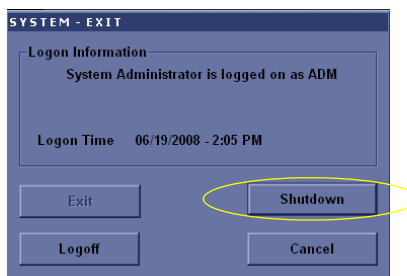 SYSTEM - EXIT
Logon Information
System Administrator is logged on as ADM
Logon Time 06/19/2008 - 2:05 PM
Exit Shutdown
Logoff Cancel